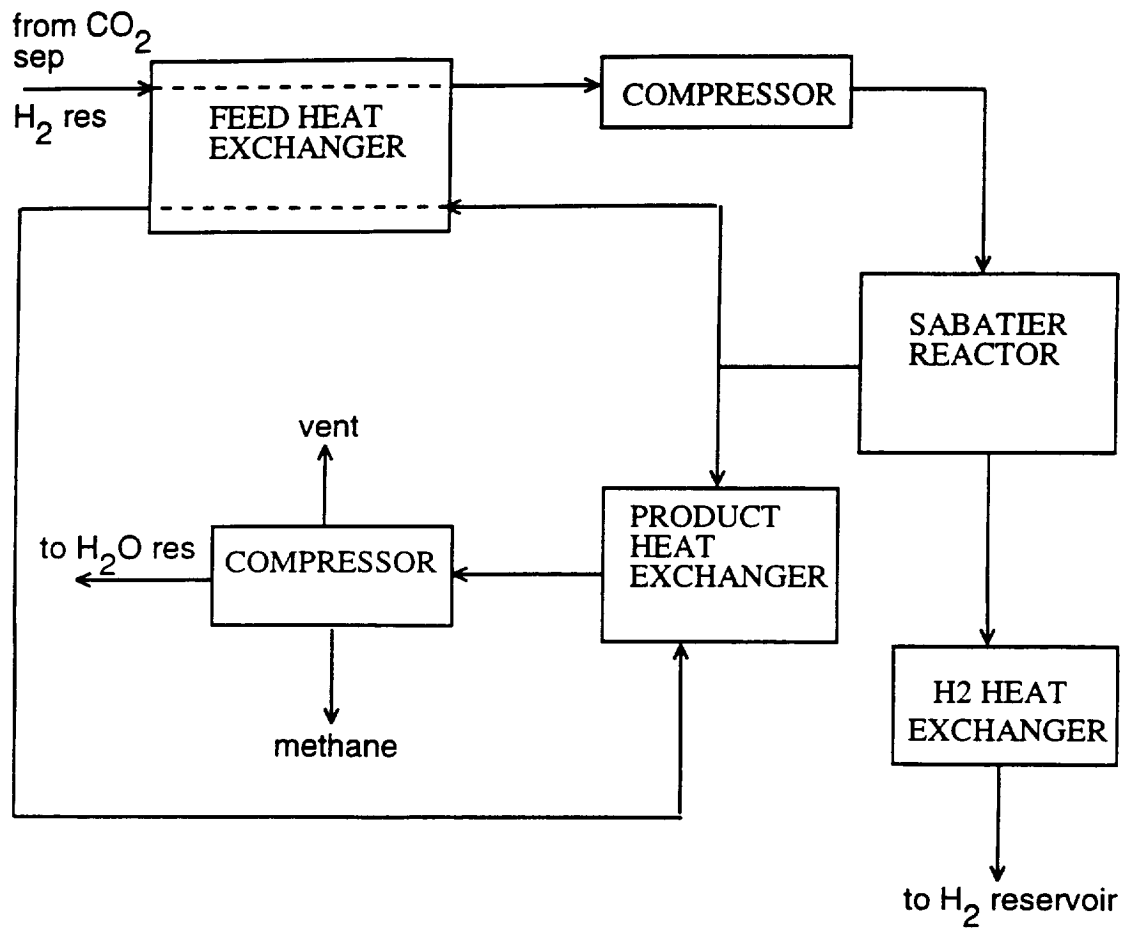 from CO2
sep
H2 res
FEED HEAT
EXCHANGER
COMPRESSOR
SABATIER
REACTOR
vent
to H2O res
COMPRESSOR
methane
PRODUCT
HEAT
EXCHANGER
H2 HEAT
EXCHANGER
to H2 reservoir